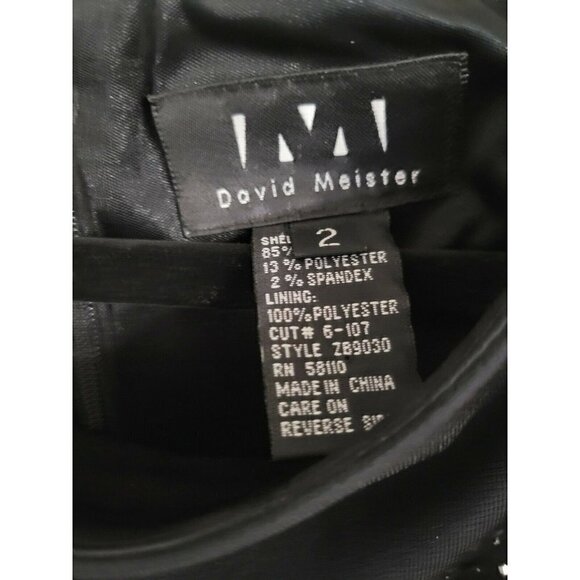 David Meister
2
85%
13% POLYESTER
2% SPANDEX
LINING:
100% POLYESTER
CUT# 6-107
STYLE ZB9030
RN 58110
MADE IN CHINA
CARE ON
REVERSE